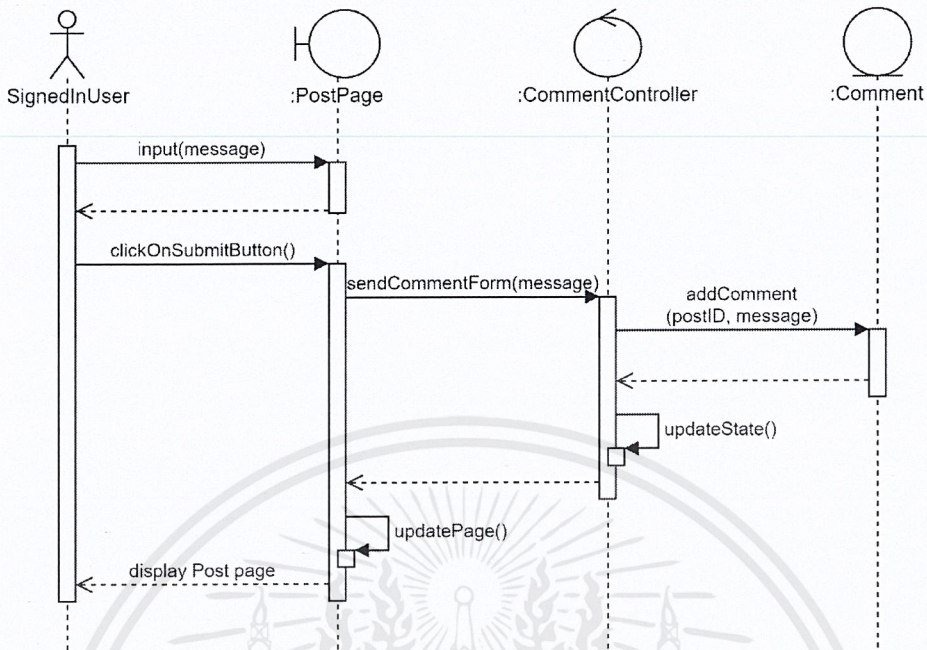 SignedInUser
:PostPage
:CommentController
:Comment
input(message)
clickOnSubmitButton()
sendCommentForm(message)
addComment
(postID, message)
updateState()
updatePage()
display Post page